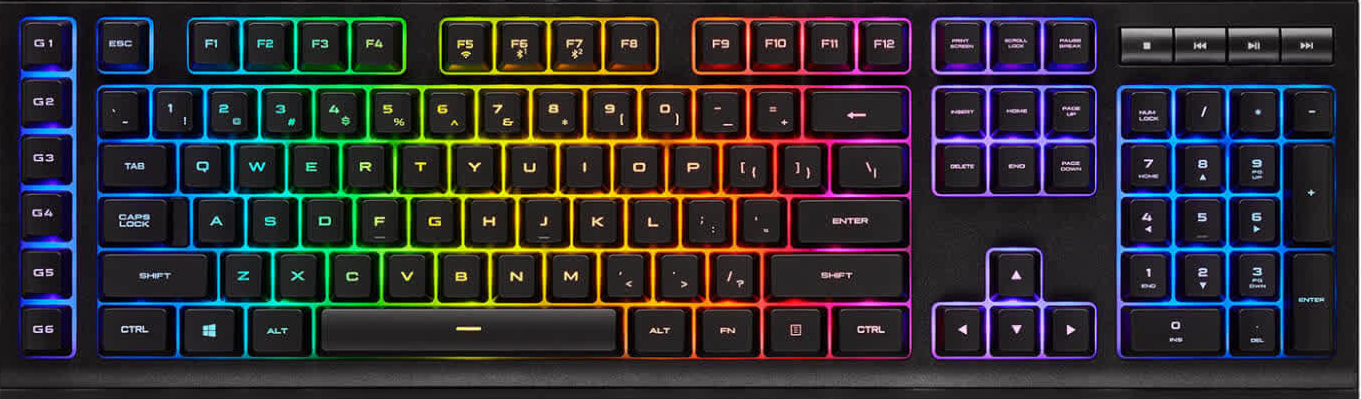 G1 ESC F1 F2 F3 F4 F5 F6 F7 F8 F9 F10 F11 F12 PRINT SCREEN SCROLL LOCK PAUSE BREAK
G2 ` 1 ! 2 3 # 4 $ 5 % 6 ^ 7 & 8 * 9 ( 0 ) - _ = + INSERT HOME PAGE UP NUM LOCK / * -
G3 TAB Q W E R T Y U I O P [ { ] } \ | DELETE END PAGE DOWN 7 HOME 8 9 PG UP +
G4 CAPS LOCK A S D F G H J K L ; : ' ENTER 4 5 6
G5 SHIFT Z X C V B N M , < . > / ? SHIFT 1 END 2 3 PG DWN ENTER
G6 CTRL ALT ALT FN CTRL 0 INS . DEL